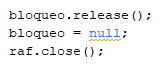 bloqueo.release();
bloqueo = null;
raf.close();